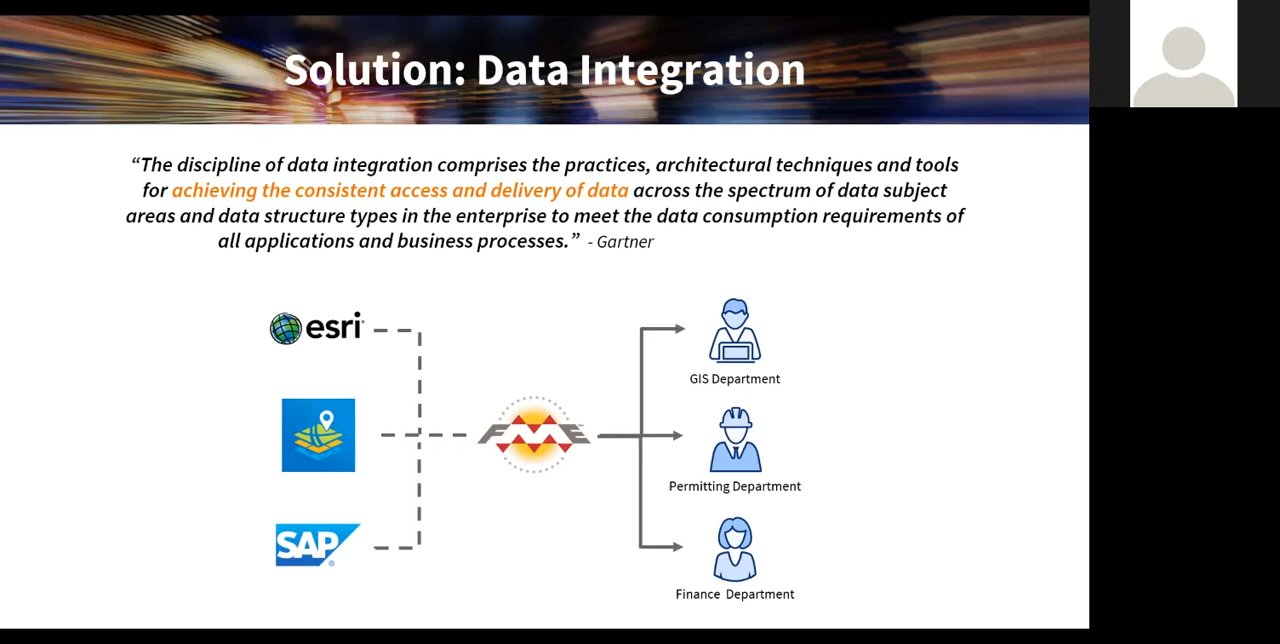 Solution: Data Integration
“The discipline of data integration comprises the practices, architectural techniques and tools
for achieving the consistent access and delivery of data across the spectrum of data subject
areas and data structure types in the enterprise to meet the data consumption requirements of
all applications and business processes.” - Gartner
esri
GIS Department
FME™
Permitting Department
SAP®
Finance Department